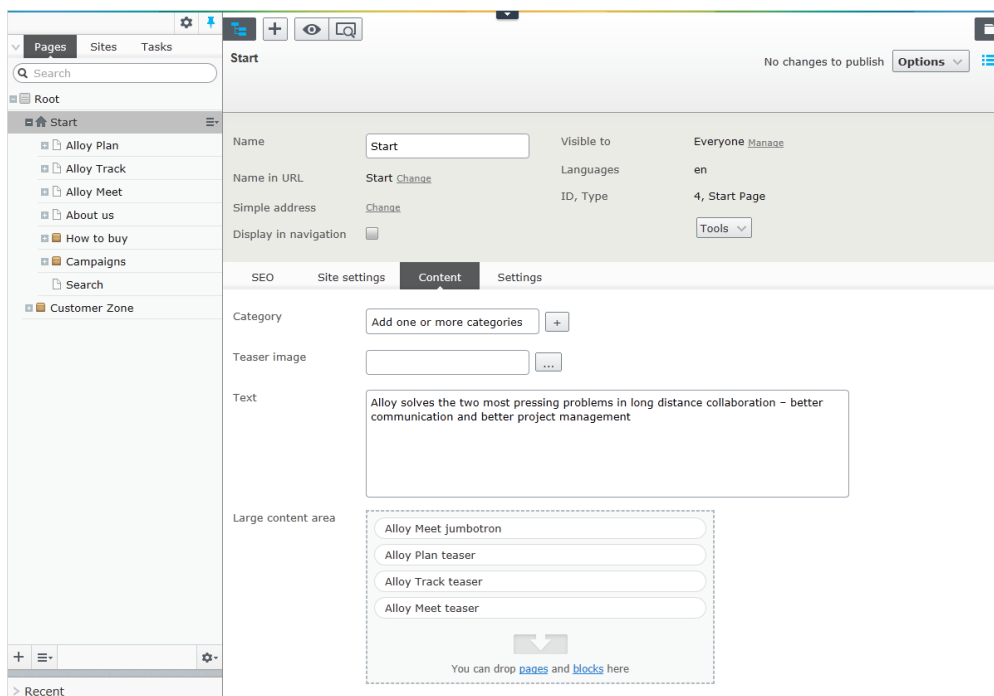 Pages Sites Tasks
Search
Root
Start
Alloy Plan
Alloy Track
Alloy Meet
About us
How to buy
Campaigns
Search
Customer Zone
Recent
Start
No changes to publish Options
Name Start
Name in URL Start Change
Simple address Change
Display in navigation
Visible to Everyone Manage
Languages en
ID, Type 4, Start Page
Tools
SEO Site settings Content Settings
Category Add one or more categories +
Teaser image ...
Text Alloy solves the two most pressing problems in long distance collaboration – better
communication and better project management
Large content area
Alloy Meet jumbotron
Alloy Plan teaser
Alloy Track teaser
Alloy Meet teaser
You can drop pages and blocks here